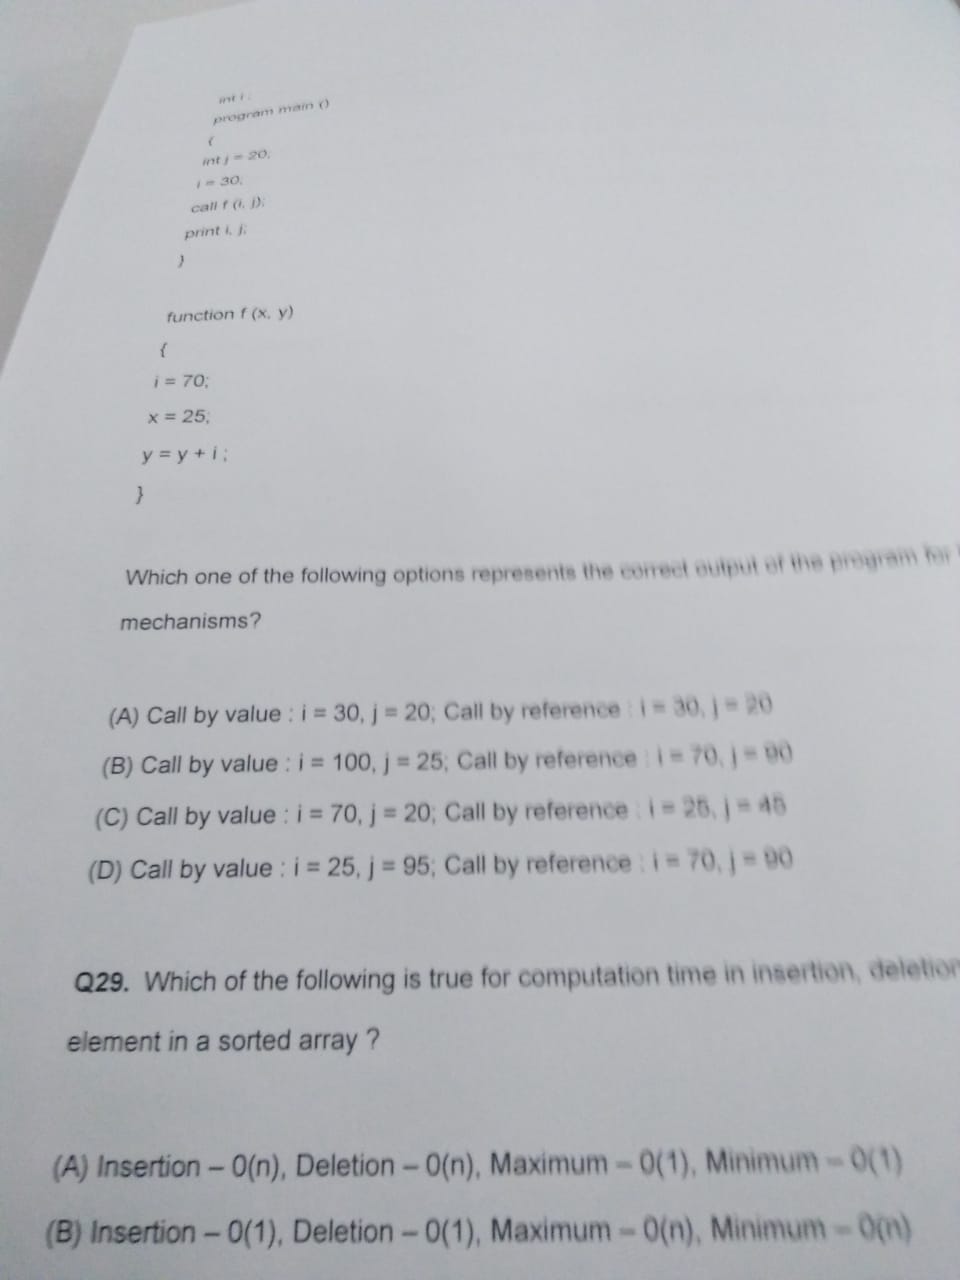 int i ;
program main ()
{
int j = 20;
i = 30;
call f (i, j);
print i, j;
}
function f (x, y)
{
i = 70;
x = 25;
y = y + i ;
}
Which one of the following options represents the correct output of the program for
mechanisms?
(A) Call by value : i = 30, j = 20; Call by reference : i = 30, j = 20
(B) Call by value : i = 100, j = 25; Call by reference : i = 70, j = 90
(C) Call by value : i = 70, j = 20; Call by reference : i = 25, j = 45
(D) Call by value : i = 25, j = 95; Call by reference : i = 70, j = 90
Q29. Which of the following is true for computation time in insertion, deletion
element in a sorted array ?
(A) Insertion – 0(n), Deletion – 0(n), Maximum – 0(1), Minimum – 0(1)
(B) Insertion – 0(1), Deletion – 0(1), Maximum – 0(n), Minimum – 0(n)